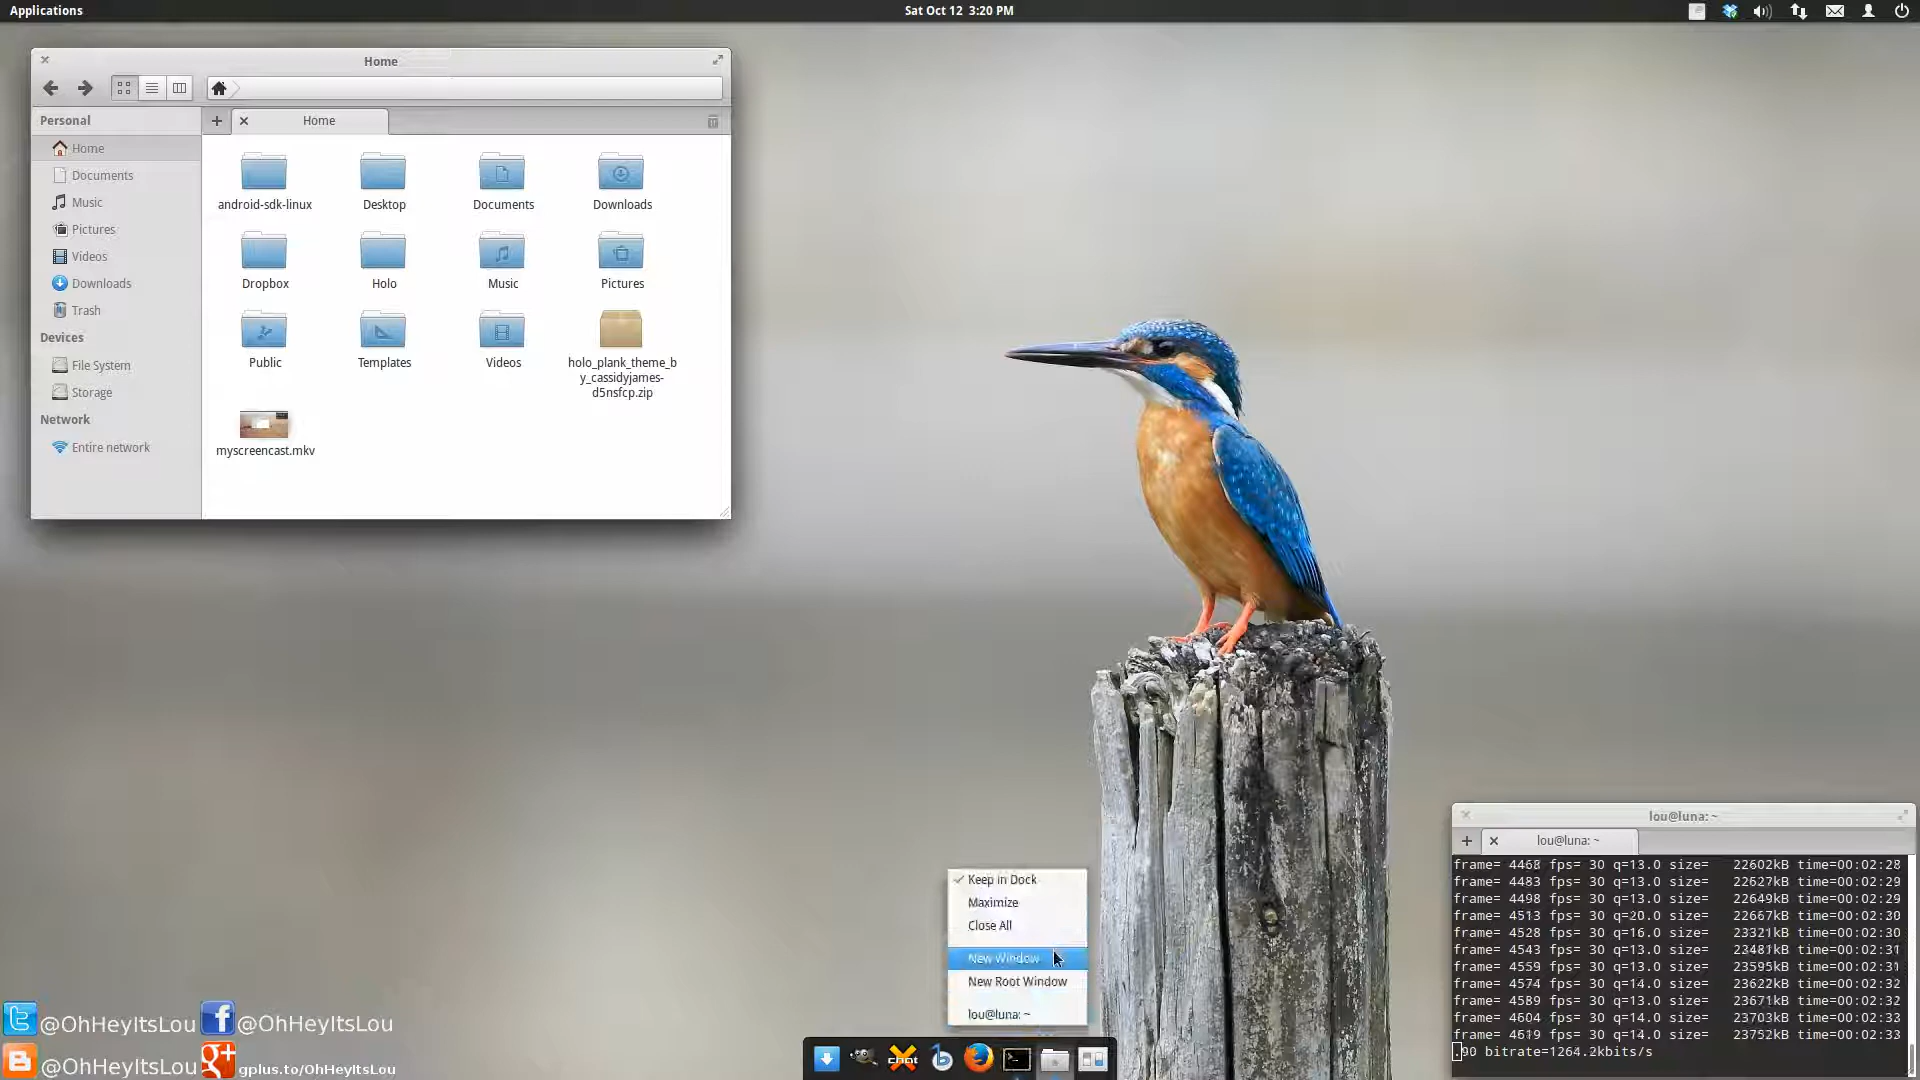 Applications
Sat Oct 12 3:20 PM
Home
Personal
Home
Home
Documents
Music
Pictures
Videos
Downloads
Trash
Devices
File System
Storage
Network
Entire network
android-sdk-linux
Desktop
Documents
Downloads
Dropbox
Holo
Music
Pictures
Public
Templates
Videos
holo_plank_theme_b
y_cassidyjames-
d5nsfcp.zip
myscreencast.mkv
Keep in Dock
Maximize
Close All
New Window
New Root Window
lou@luna: ~
lou@luna: ~
lou@luna: ~
frame= 4468 fps= 30 q=13.0 size= 22602kB time=00:02:28
frame= 4483 fps= 30 q=13.0 size= 22627kB time=00:02:29
frame= 4498 fps= 30 q=13.0 size= 22649kB time=00:02:29
frame= 4513 fps= 30 q=20.0 size= 22667kB time=00:02:30
frame= 4528 fps= 30 q=16.0 size= 23321kB time=00:02:30
frame= 4543 fps= 30 q=13.0 size= 23481kB time=00:02:31
frame= 4559 fps= 30 q=13.0 size= 23595kB time=00:02:31
frame= 4574 fps= 30 q=14.0 size= 23622kB time=00:02:32
frame= 4589 fps= 30 q=13.0 size= 23671kB time=00:02:32
frame= 4604 fps= 30 q=14.0 size= 23703kB time=00:02:33
frame= 4619 fps= 30 q=14.0 size= 23752kB time=00:02:33
.90 bitrate=1264.2kbits/s
@OhHeyItsLou
@OhHeyItsLou
@OhHeyItsLou
gplus.to/OhHeyItsLou
chat